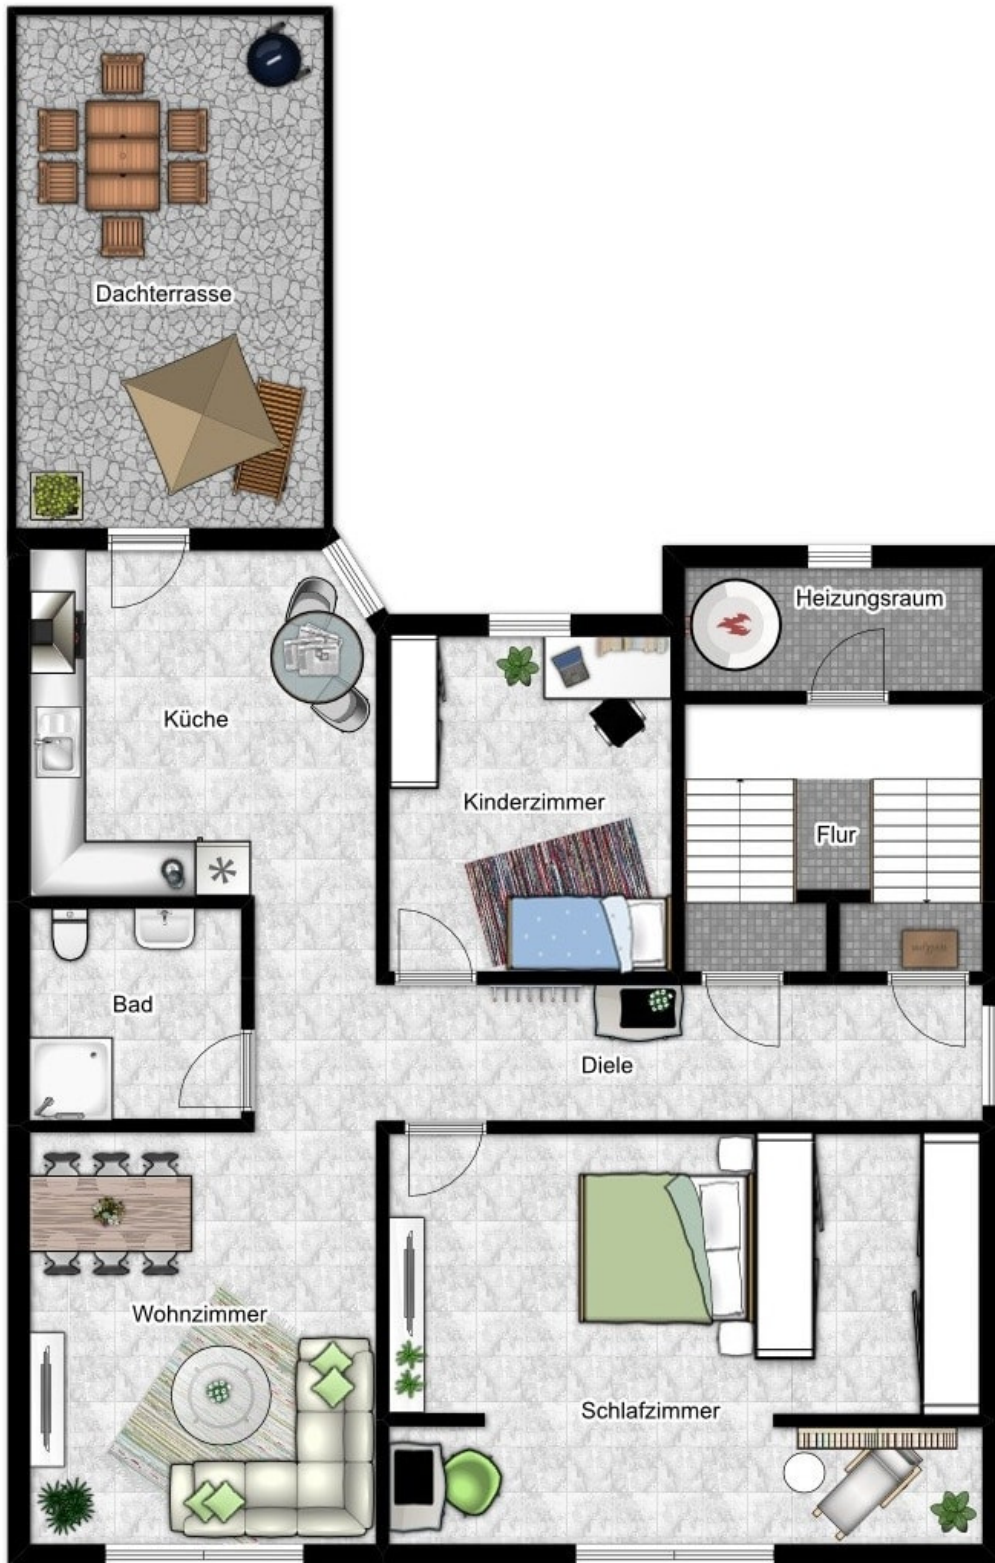 Dachterrasse
Heizungsraum
Küche
Kinderzimmer
Flur
Bad
Diele
Wohnzimmer
Schlafzimmer